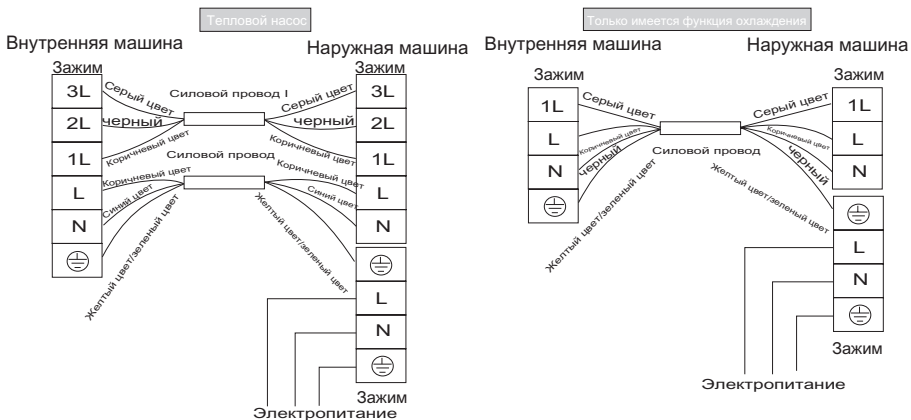 Тепловой насос
Внутренняя машина
Наружная машина
Зажим
Зажим
3L
Серый цвет
Силовой провод I
Серый цвет
3L
2L
черный
черный
2L
1L
Коричневый цвет
Коричневый цвет
1L
Силовой провод
L
Коричневый цвет
Коричневый цвет
L
N
Синий цвет
Синий цвет
N
Желтый цвет/зеленый цвет
Желтый цвет/зеленый цвет
L
N
Зажим
Электропитание
Только имеется функция охлаждения
Внутренняя машина
Наружная машина
Зажим
Зажим
1L
Серый цвет
Серый цвет
1L
L
Коричневый цвет
Коричневый цвет
L
N
черный
Силовой провод
черный
N
Желтый цвет/зеленый цвет
Желтый цвет/зеленый цвет
L
N
Зажим
Электропитание